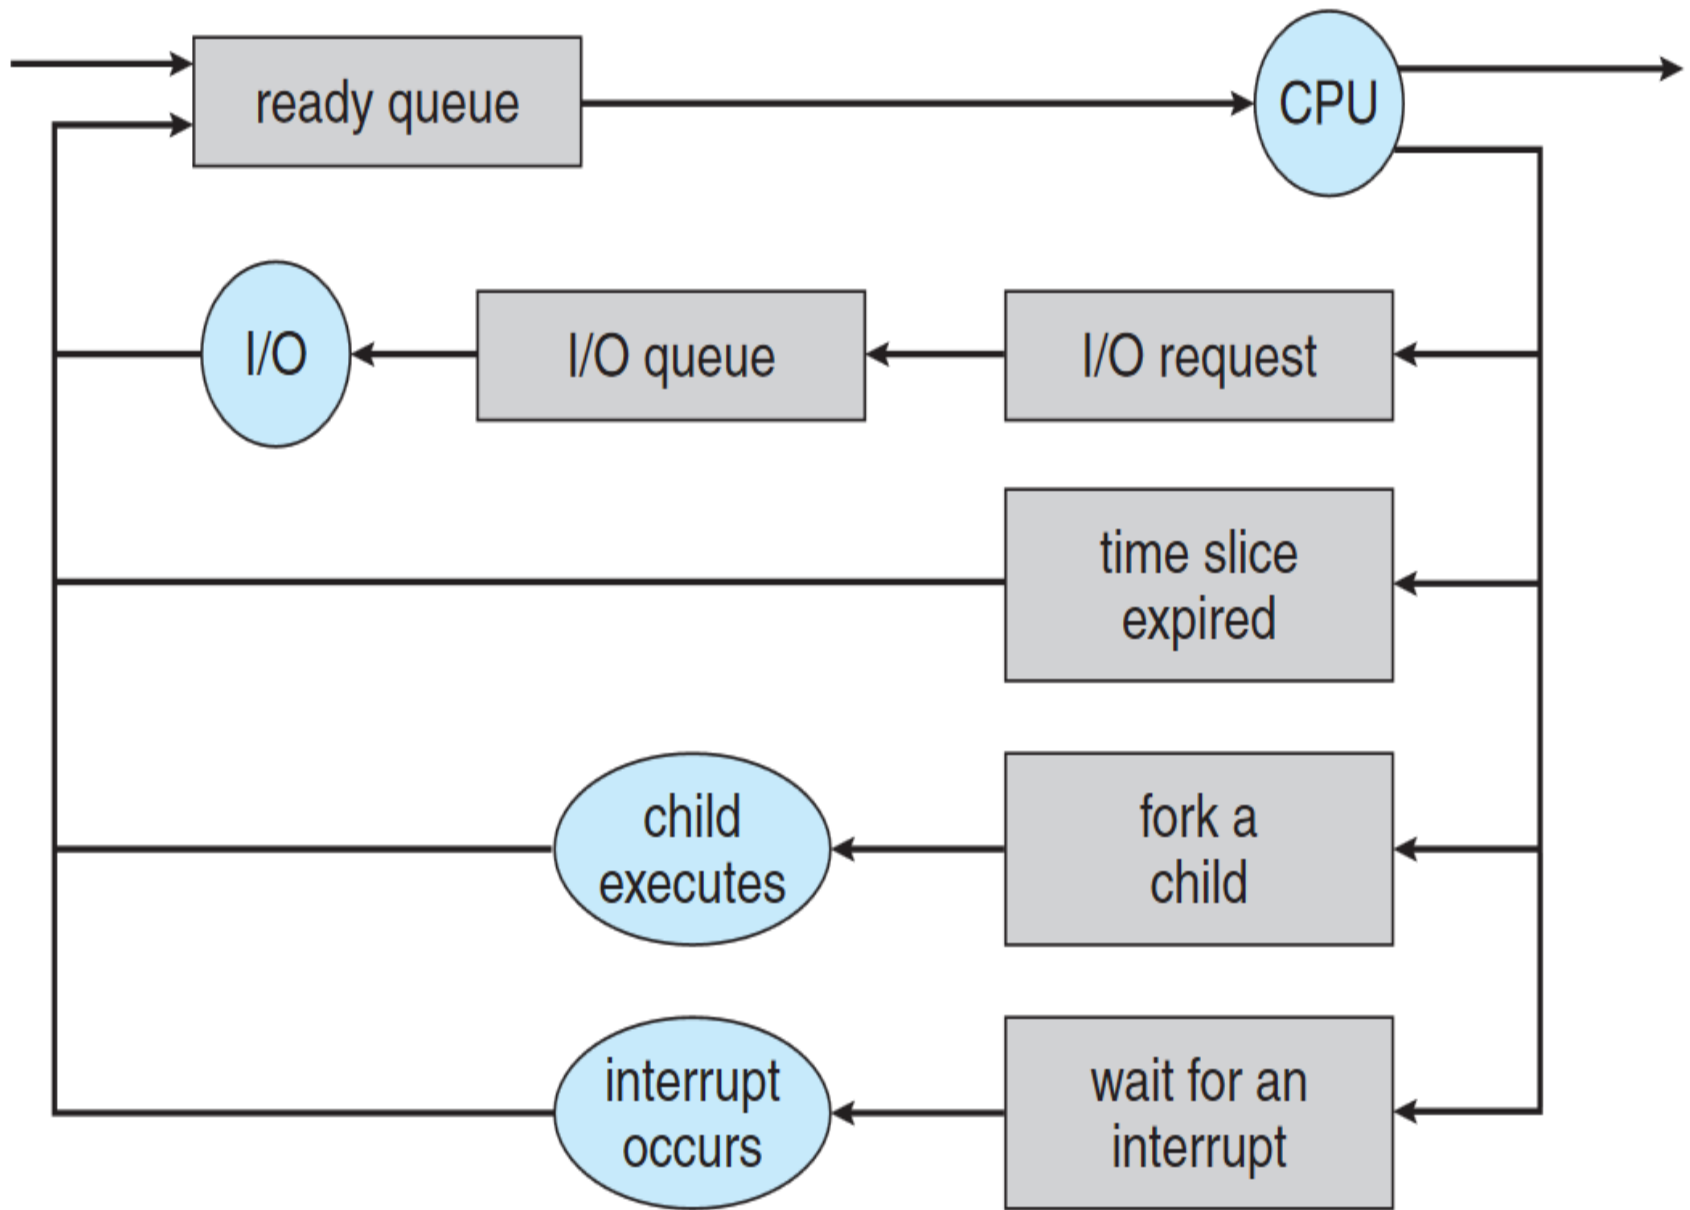 ready queue
CPU
I/O
I/O queue
I/O request
time slice
expired
child
executes
fork a
child
interrupt
occurs
wait for an
interrupt